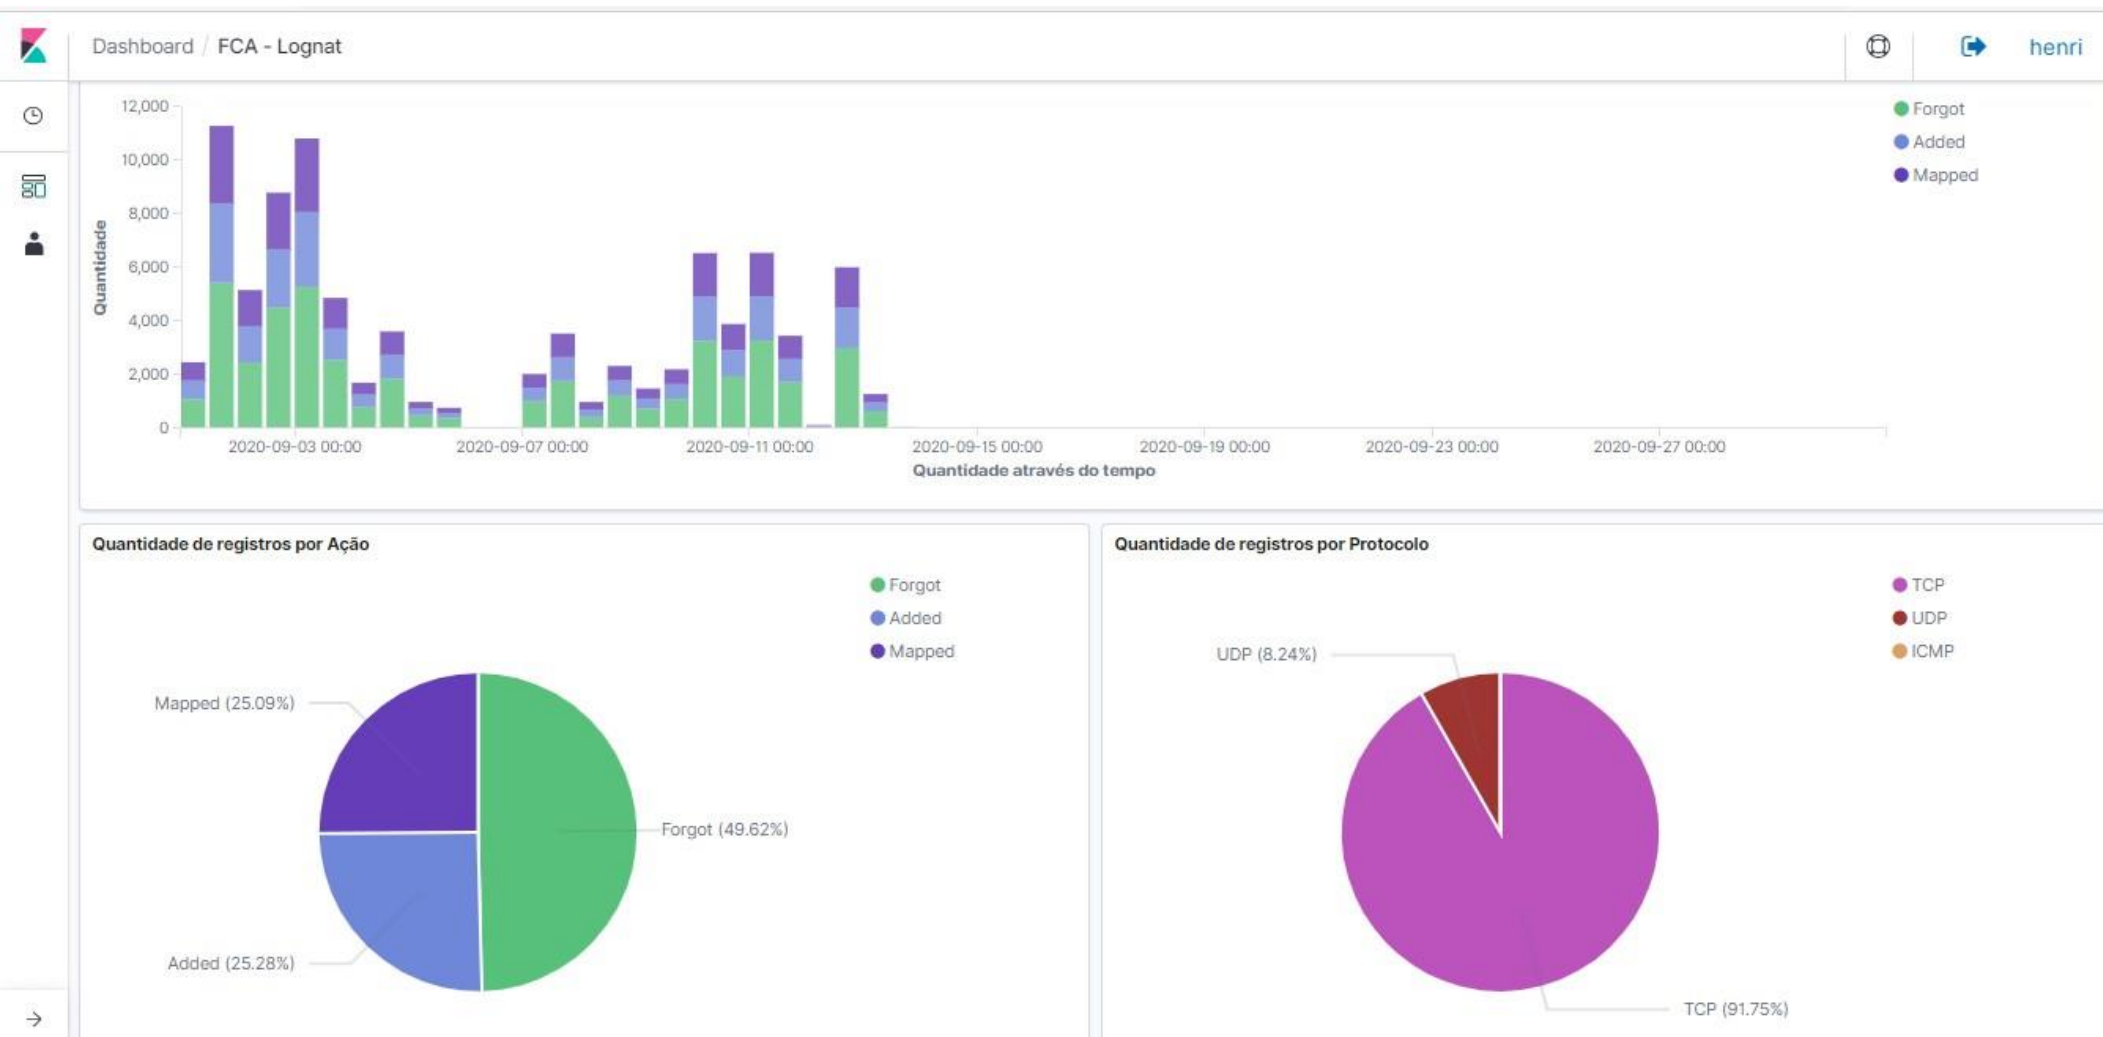 Dashboard / FCA - Lognat
henri
12,000
10,000
8,000
6,000
4,000
2,000
0
Quantidade
2020-09-03 00:00
2020-09-07 00:00
2020-09-11 00:00
2020-09-15 00:00
2020-09-19 00:00
2020-09-23 00:00
2020-09-27 00:00
Quantidade através do tempo
Forgot
Added
Mapped
Quantidade de registros por Ação
Forgot
Added
Mapped
Mapped (25.09%)
Forgot (49.62%)
Added (25.28%)
Quantidade de registros por Protocolo
TCP
UDP
ICMP
UDP (8.24%)
TCP (91.75%)